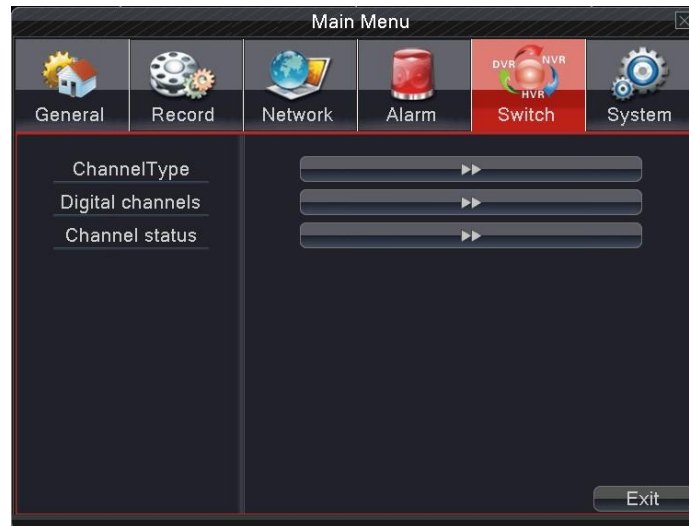 Main Menu
DVR NVR
HVR
General Record Network Alarm Switch System
ChannelType
Digital channels
Channel status
Exit